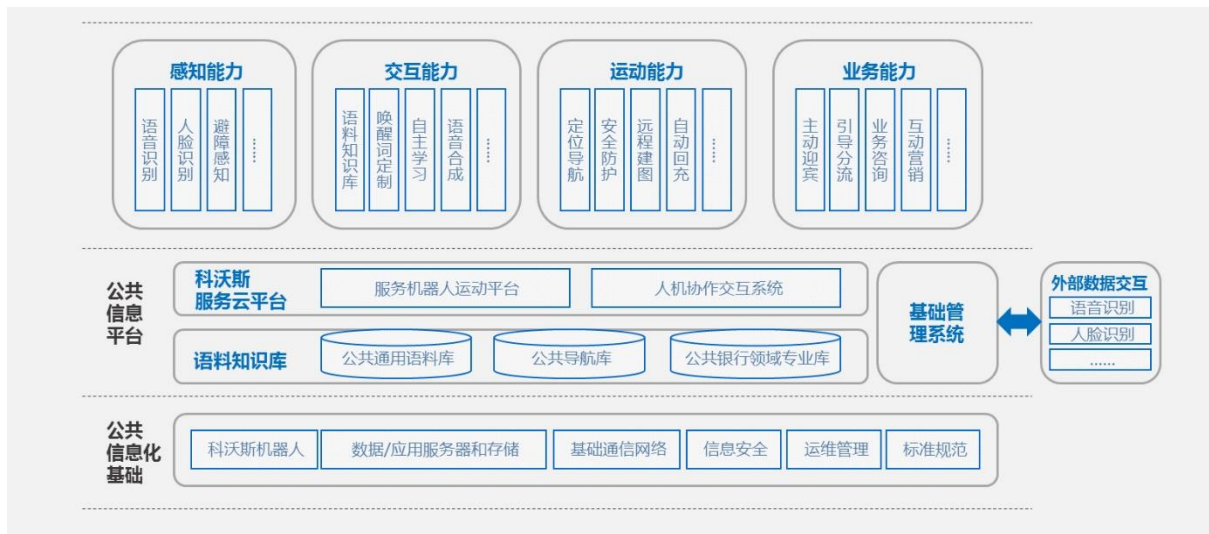 感知能力
语音识别
人脸识别
避障感知
……
交互能力
语料知识库
唤醒词定制
自主学习
语音合成
……
运动能力
定位导航
安全防护
远程建图
自动回充
……
业务能力
主动迎宾
引导分流
业务咨询
互动营销
……
公共
信息
平台
科沃斯
服务云平台
服务机器人运动平台
人机协作交互系统
语料知识库
公共通用语料库
公共导航库
公共银行领域专业库
基础管
理系统
外部数据交互
语音识别
人脸识别
……
公共
信息化
基础
科沃斯机器人
数据/应用服务器和存储
基础通信网络
信息安全
运维管理
标准规范